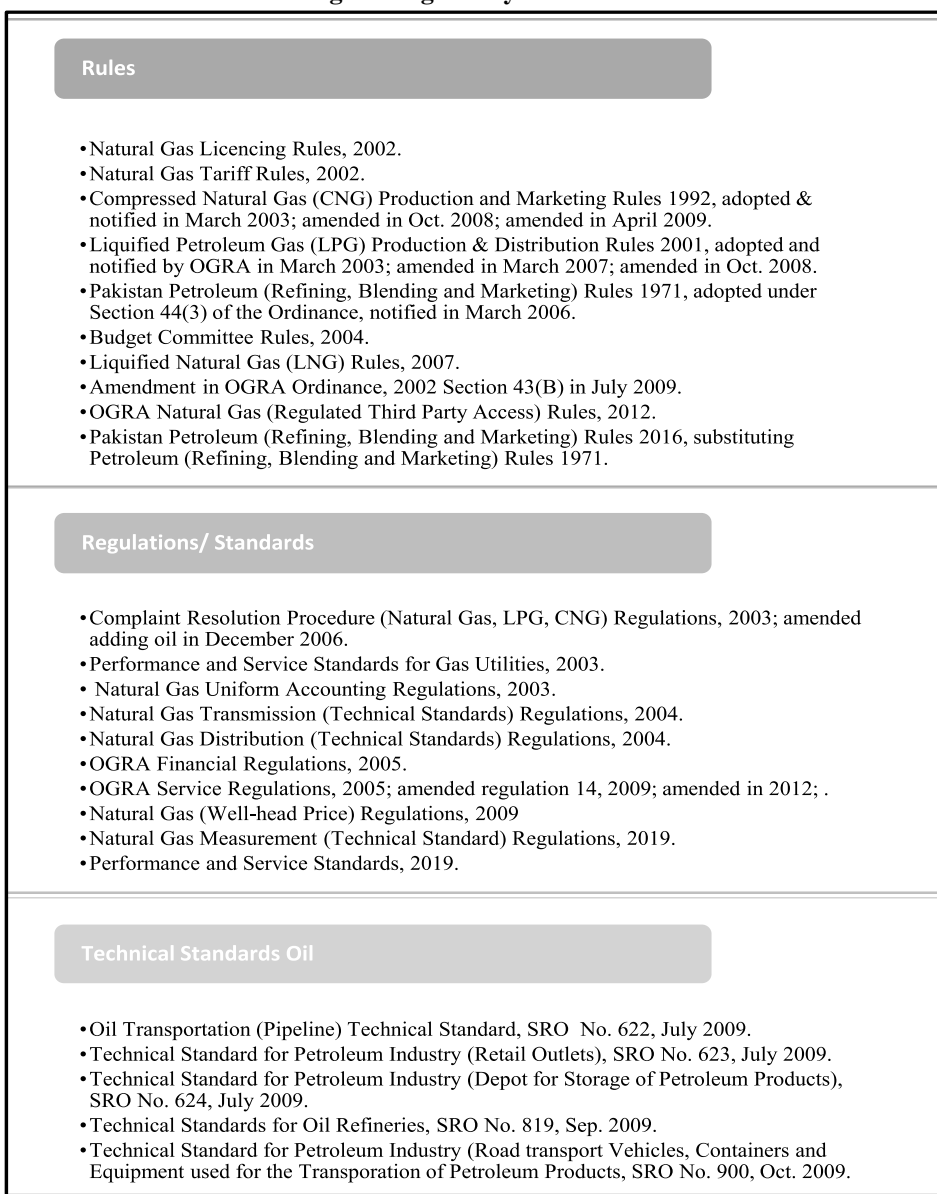 Rules
•Natural Gas Licencing Rules, 2002.
•Natural Gas Tariff Rules, 2002.
•Compressed Natural Gas (CNG) Production and Marketing Rules 1992, adopted &
notified in March 2003; amended in Oct. 2008; amended in April 2009.
•Liquified Petroleum Gas (LPG) Production & Distribution Rules 2001, adopted and
notified by OGRA in March 2003; amended in March 2007; amended in Oct. 2008.
•Pakistan Petroleum (Refining, Blending and Marketing) Rules 1971, adopted under
Section 44(3) of the Ordinance, notified in March 2006.
•Budget Committee Rules, 2004.
•Liquified Natural Gas (LNG) Rules, 2007.
•Amendment in OGRA Ordinance, 2002 Section 43(B) in July 2009.
•OGRA Natural Gas (Regulated Third Party Access) Rules, 2012.
•Pakistan Petroleum (Refining, Blending and Marketing) Rules 2016, substituting
Petroleum (Refining, Blending and Marketing) Rules 1971.
Regulations/ Standards
•Complaint Resolution Procedure (Natural Gas, LPG, CNG) Regulations, 2003; amended
adding oil in December 2006.
•Performance and Service Standards for Gas Utilities, 2003.
• Natural Gas Uniform Accounting Regulations, 2003.
•Natural Gas Transmission (Technical Standards) Regulations, 2004.
•Natural Gas Distribution (Technical Standards) Regulations, 2004.
•OGRA Financial Regulations, 2005.
•OGRA Service Regulations, 2005; amended regulation 14, 2009; amended in 2012; .
•Natural Gas (Well-head Price) Regulations, 2009
•Natural Gas Measurement (Technical Standard) Regulations, 2019.
•Performance and Service Standards, 2019.
Technical Standards Oil
•Oil Transportation (Pipeline) Technical Standard, SRO No. 622, July 2009.
•Technical Standard for Petroleum Industry (Retail Outlets), SRO No. 623, July 2009.
•Technical Standard for Petroleum Industry (Depot for Storage of Petroleum Products),
SRO No. 624, July 2009.
•Technical Standards for Oil Refineries, SRO No. 819, Sep. 2009.
•Technical Standard for Petroleum Industry (Road transport Vehicles, Containers and
Equipment used for the Transporation of Petroleum Products, SRO No. 900, Oct. 2009.